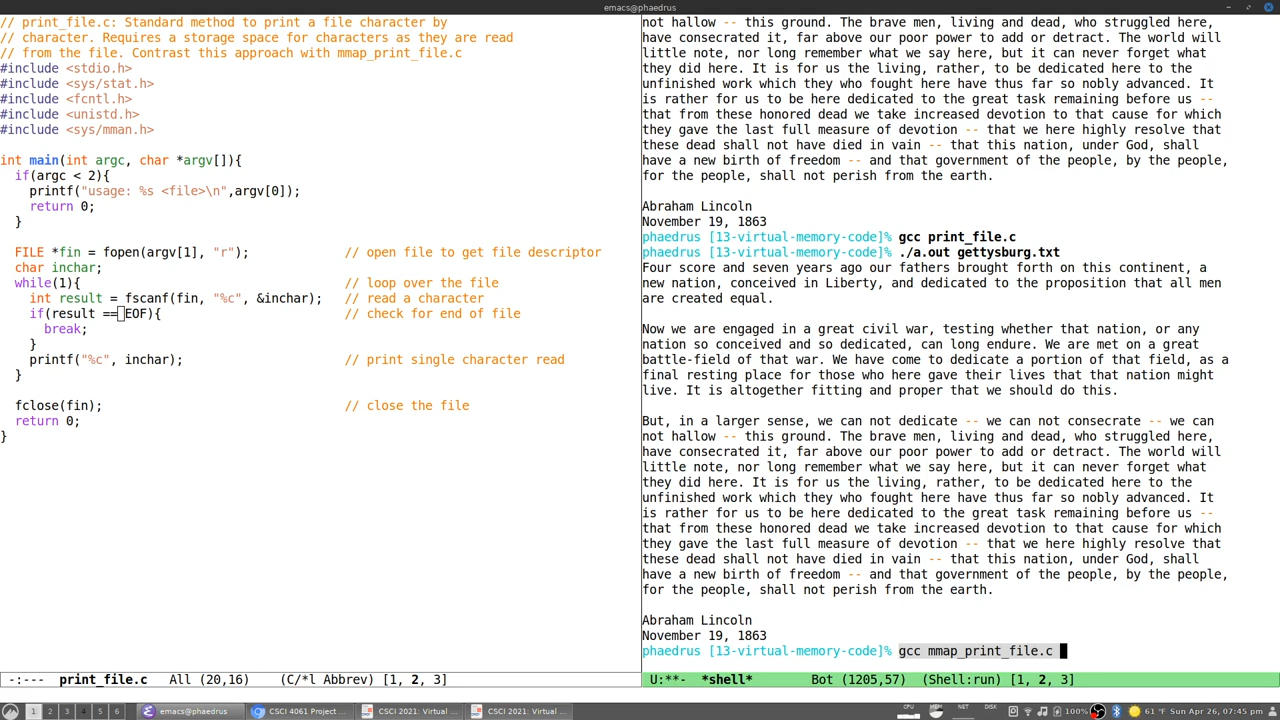 emacs@phaedrus
// print_file.c: Standard method to print a file character by
// character. Requires a storage space for characters as they are read
// from the file. Contrast this approach with mmap_print_file.c
#include <stdio.h>
#include <sys/stat.h>
#include <fcntl.h>
#include <unistd.h>
#include <sys/mman.h>
int main(int argc, char *argv[]){
if(argc < 2){
printf("usage: %s <file>\n",argv[0]);
return 0;
}
FILE *fin = fopen(argv[1], "r"); // open file to get file descriptor
char inchar;
while(1){ // loop over the file
int result = fscanf(fin, "%c", &inchar); // read a character
if(result == EOF){ // check for end of file
break;
}
printf("%c", inchar); // print single character read
}
fclose(fin); // close the file
return 0;
}
-:--- print_file.c All (20,16) (C/*l Abbrev) [1, 2, 3]
not hallow -- this ground. The brave men, living and dead, who struggled here,
have consecrated it, far above our poor power to add or detract. The world will
little note, nor long remember what we say here, but it can never forget what
they did here. It is for us the living, rather, to be dedicated here to the
unfinished work which they who fought here have thus far so nobly advanced. It
is rather for us to be here dedicated to the great task remaining before us --
that from these honored dead we take increased devotion to that cause for which
they gave the last full measure of devotion -- that we here highly resolve that
these dead shall not have died in vain -- that this nation, under God, shall
have a new birth of freedom -- and that government of the people, by the people,
for the people, shall not perish from the earth.
Abraham Lincoln
November 19, 1863
phaedrus [13-virtual-memory-code]% gcc print_file.c
phaedrus [13-virtual-memory-code]% ./a.out gettysburg.txt
Four score and seven years ago our fathers brought forth on this continent, a
new nation, conceived in Liberty, and dedicated to the proposition that all men
are created equal.
Now we are engaged in a great civil war, testing whether that nation, or any
nation so conceived and so dedicated, can long endure. We are met on a great
battle-field of that war. We have come to dedicate a portion of that field, as a
final resting place for those who here gave their lives that that nation might
live. It is altogether fitting and proper that we should do this.
But, in a larger sense, we can not dedicate -- we can not consecrate -- we can
not hallow -- this ground. The brave men, living and dead, who struggled here,
have consecrated it, far above our poor power to add or detract. The world will
little note, nor long remember what we say here, but it can never forget what
they did here. It is for us the living, rather, to be dedicated here to the
unfinished work which they who fought here have thus far so nobly advanced. It
is rather for us to be here dedicated to the great task remaining before us --
that from these honored dead we take increased devotion to that cause for which
they gave the last full measure of devotion -- that we here highly resolve that
these dead shall not have died in vain -- that this nation, under God, shall
have a new birth of freedom -- and that government of the people, by the people,
for the people, shall not perish from the earth.
Abraham Lincoln
November 19, 1863
phaedrus [13-virtual-memory-code]% gcc mmap_print_file.c
U:**- *shell* Bot (1205,57) (Shell:run) [1, 2, 3]
1 2 3 4 5 6 emacs@phaedrus CSCI 4061 Project ... CSCI 2021: Virtual ... CSCI 2021: Virtual ... CPU MEM NET DISK 100% 61 °F Sun Apr 26, 07:45 pm